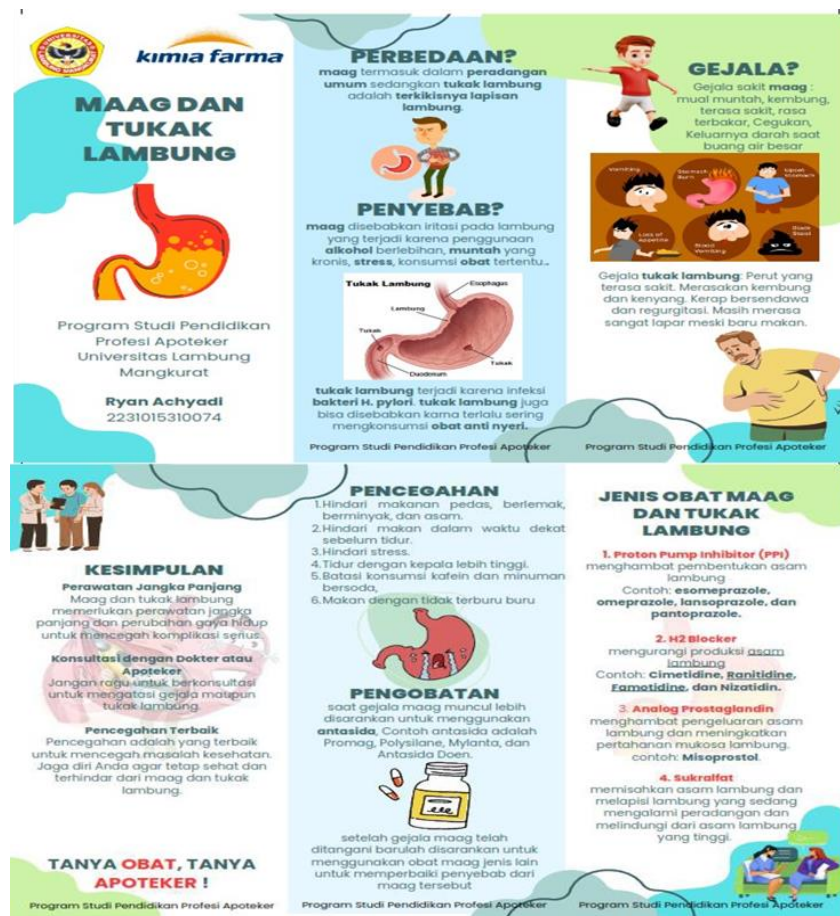 kimia farma
MAAG DAN
TUKAK
LAMBUNG
Program Studi Pendidikan
Profesi Apoteker
Universitas Lambung
Mangkurat
Ryan Achyadi
2231015310074
PERBEDAAN?
maag termasuk dalam peradangan
umum sedangkan tukak lambung
adalah terkikisnya lapisan
lambung.
PENYEBAB?
maag disebabkan iritasi pada lambung
yang terjadi karena penggunaan
alkohol berlebihan, muntah yang
kronis, stress, konsumsi obat tertentu..
Tukak Lambung
Esophagus
Lambung
Tukak
Tukak
Duodenum
tukak lambung terjadi karena infeksi
bakteri H. pylori. tukak lambung juga
bisa disebabkan karna terlalu sering
mengkonsumsi obat anti nyeri.
Program Studi Pendidikan Profesi Apoteker
GEJALA?
Gejala sakit maag :
mual muntah, kembung,
terasa sakit, rasa
terbakar, Cegukan,
Keluarnya darah saat
buang air besar
Vomiting
Stomach
Burn
Upset
Stomach
Loss of
Appetite
Blood
Vomiting
Black
Stool
Gejala tukak lambung: Perut yang
terasa sakit. Merasakan kembung
dan kenyang. Kerap bersendawa
dan regurgitasi. Masih merasa
sangat lapar meski baru makan.
Program Studi Pendidikan Profesi Apoteker
KESIMPULAN
Perawatan Jangka Panjang
Maag dan tukak lambung
memerlukan perawatan jangka
panjang dan perubahan gaya hidup
untuk mencegah komplikasi serius.
Konsultasi dengan Dokter atau
Apoteker
Jangan ragu untuk berkonsultasi
untuk mengatasi gejala maupun
tukak lambung.
Pencegahan Terbaik
Pencegahan adalah yang terbaik
untuk mencegah masalah kesehatan.
Jaga diri Anda agar tetap sehat dan
terhindar dari maag dan tukak
lambung.
TANYA OBAT, TANYA
APOTEKER !
Program Studi Pendidikan Profesi Apoteker
PENCEGAHAN
1.Hindari makanan pedas, berlemak,
berminyak, dan asam.
2.Hindari makan dalam waktu dekat
sebelum tidur.
3.Hindari stress.
4.Tidur dengan kepala lebih tinggi.
5.Batasi konsumsi kafein dan minuman
bersoda,
6.Makan dengan tidak terburu buru
PENGOBATAN
saat gejala maag muncul lebih
disarankan untuk menggunakan
antasida, Contoh antasida adalah
Promag, Polysilane, Mylanta, dan
Antasida Doen.
setelah gejala maag telah
ditangani barulah disarankan untuk
menggunakan obat maag jenis lain
untuk memperbaiki penyebab dari
maag tersebut
Program Studi Pendidikan Profesi Apoteker
JENIS OBAT MAAG
DAN TUKAK
LAMBUNG
1. Proton Pump Inhibitor (PPI)
menghambat pembentukan asam
lambung
Contoh: esomeprazole,
omeprazole, lansoprazole, dan
pantoprazole.
2. H2 Blocker
mengurangi produksi asam
lambung
Contoh: Cimetidine, Ranitidine,
Famotidine, dan Nizatidin.
3. Analog Prostaglandin
menghambat pengeluaran asam
lambung dan meningkatkan
pertahanan mukosa lambung.
contoh: Misoprostol.
4. Sukralfat
memisahkan asam lambung dan
melapisi lambung yang sedang
mengalami peradangan dan
melindungi dari asam lambung
yang tinggi.
Program Studi Pendidikan Profesi Apoteker